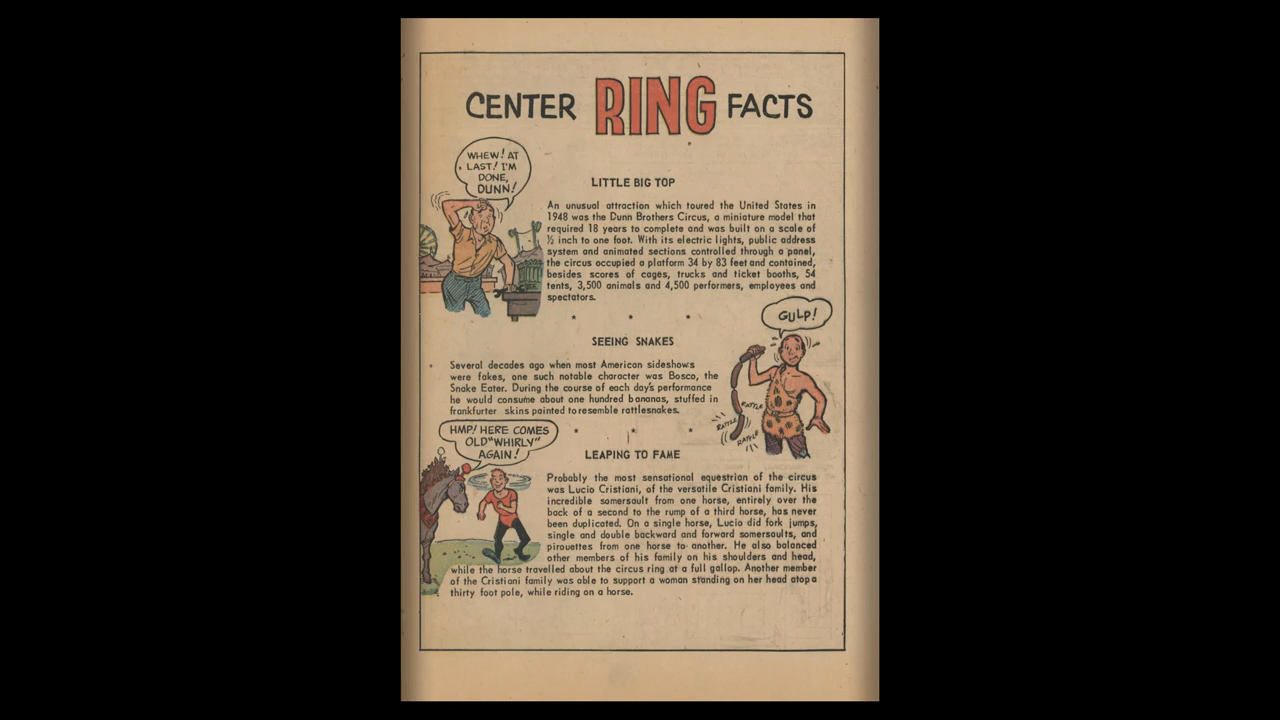 CENTER RING FACTS
WHEW! AT
LAST! I'M
DONE,
DUNN!
LITTLE BIG TOP
An unusual attraction which toured the United States in
1948 was the Dunn Brothers Circus, a miniature model that
required 18 years to complete and was built on a scale of
½ inch to one foot. With its electric lights, public address
system and animated sections controlled through a panel,
the circus occupied a platform 34 by 83 feet and contained,
besides scores of cages, trucks and ticket booths, 54
tents, 3,500 animals and 4,500 performers, employees and
spectators.
* * *
GULP!
SEEING SNAKES
Several decades ago when most American sideshows
were fakes, one such notable character was Bosco, the
Snake Eater. During the course of each day's performance
he would consume about one hundred bananas, stuffed in
frankfurter skins painted to resemble rattlesnakes.
RATTLE
RATTLE
RATTLE
* * *
HMP! HERE COMES
OLD "WHIRLY"
AGAIN!
LEAPING TO FAME
Probably the most sensational equestrian of the circus
was Lucio Cristiani, of the versatile Cristiani family. His
incredible somersault from one horse, entirely over the
back of a second to the rump of a third horse, has never
been duplicated. On a single horse, Lucio did fork jumps,
single and double backward and forward somersaults, and
pirouettes from one horse to another. He also balanced
other members of his family on his shoulders and head,
while the horse travelled about the circus ring at a full gallop. Another member
of the Cristiani family was able to support a woman standing on her head atop a
thirty foot pole, while riding on a horse.